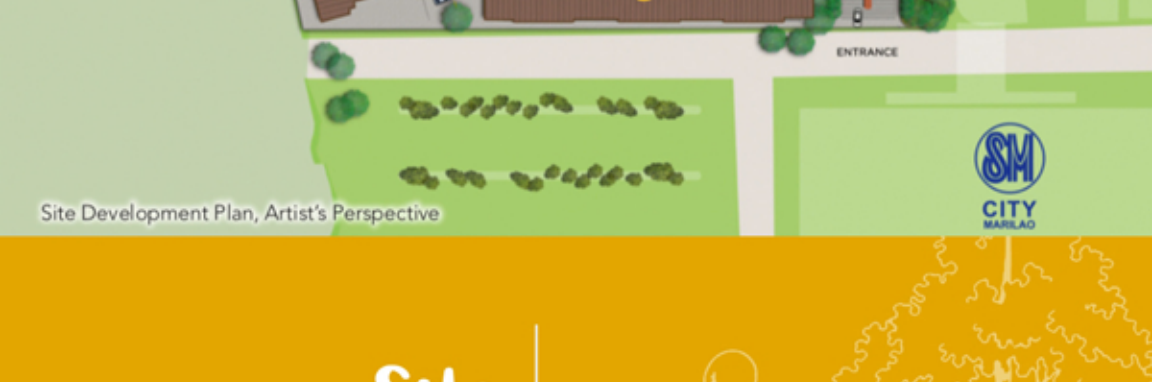 ENTRANCE
SM
CITY
MARILAO
Site Development Plan, Artist's Perspective